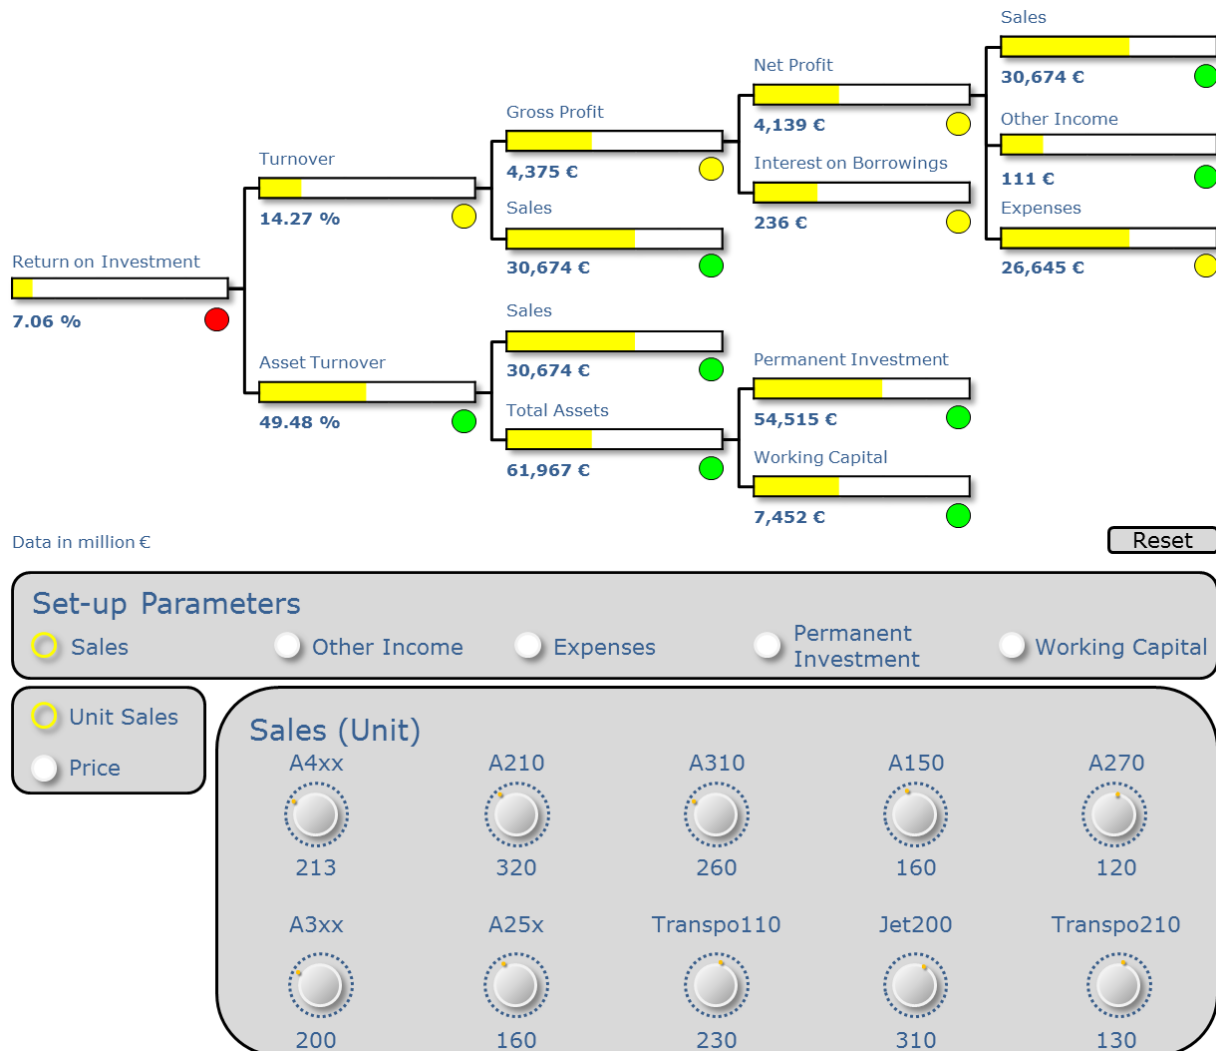 Sales
30,674 €
Other Income
111 €
Expenses
26,645 €
Net Profit
4,139 €
Interest on Borrowings
236 €
Gross Profit
4,375 €
Sales
30,674 €
Turnover
14.27 %
Return on Investment
7.06 %
Asset Turnover
49.48 %
Sales
30,674 €
Total Assets
61,967 €
Permanent Investment
54,515 €
Working Capital
7,452 €
Data in million €
Reset
Set-up Parameters
Sales
Other Income
Expenses
Permanent
Investment
Working Capital
Unit Sales
Price
Sales (Unit)
A4xx A210 A310 A150 A270
213 320 260 160 120
A3xx A25x Transpo110 Jet200 Transpo210
200 160 230 310 130